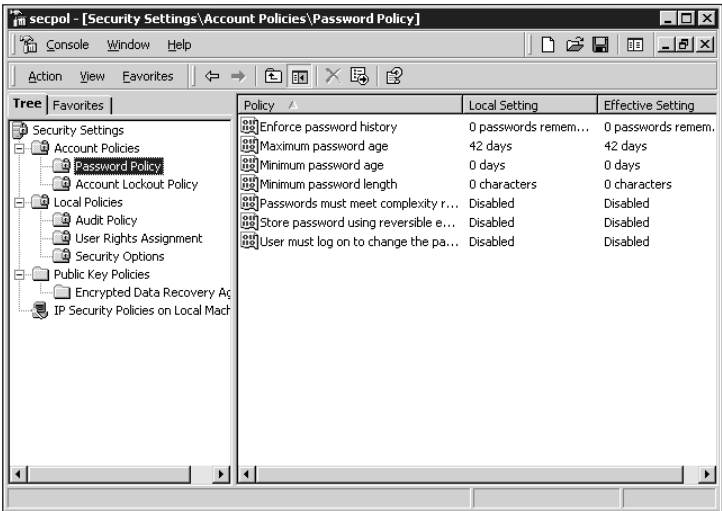 secpol - [Security Settings\Account Policies\Password Policy]
Console Window Help
Action View Favorites
Tree Favorites
Policy Local Setting Effective Setting
Security Settings
Account Policies
Password Policy
Account Lockout Policy
Local Policies
Audit Policy
User Rights Assignment
Security Options
Public Key Policies
Encrypted Data Recovery Ag
IP Security Policies on Local Mach
Enforce password history 0 passwords remem... 0 passwords remem.
Maximum password age 42 days 42 days
Minimum password age 0 days 0 days
Minimum password length 0 characters 0 characters
Passwords must meet complexity r... Disabled Disabled
Store password using reversible e... Disabled Disabled
User must log on to change the pa... Disabled Disabled